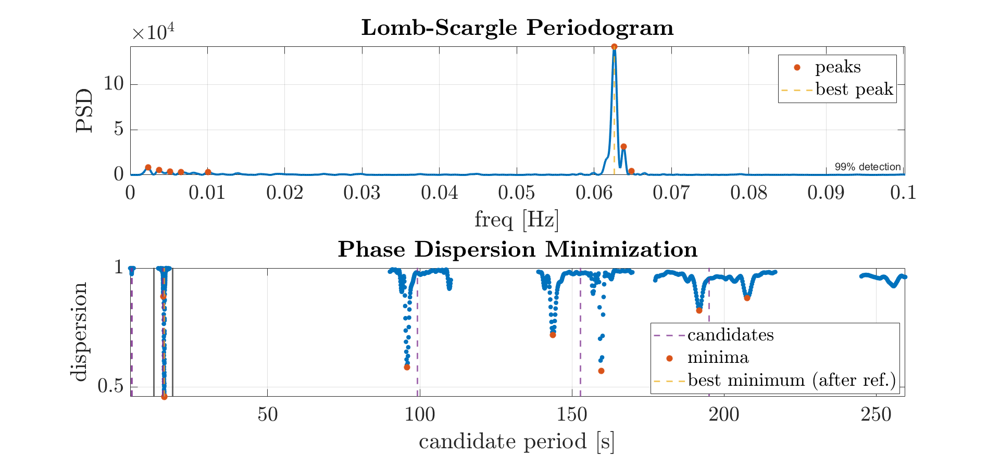 Lomb-Scargle Periodogram
×10⁴
PSD
10
5
0
peaks
best peak
99% detection
0 0.01 0.02 0.03 0.04 0.05 0.06 0.07 0.08 0.09 0.1
freq [Hz]
Phase Dispersion Minimization
dispersion
1
0.5
candidates
minima
best minimum (after ref.)
50 100 150 200 250
candidate period [s]